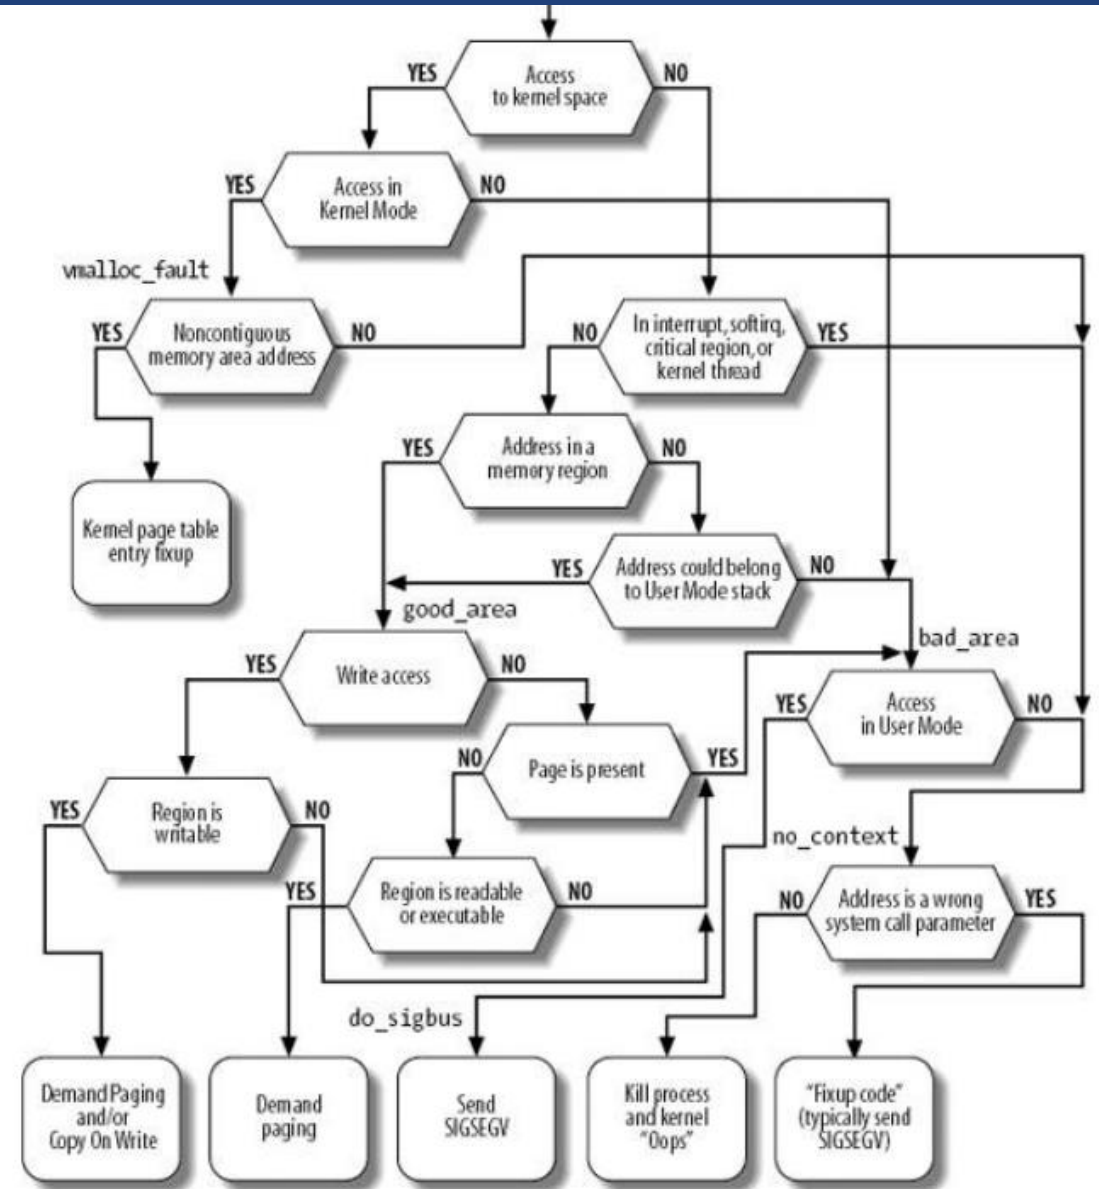 YES
Access
to kernel space
NO
YES
Access in
Kernel Mode
NO
vmalloc_fault
YES
Noncontiguous
memory area address
NO
NO
In interrupt, softirq,
critical region, or
kernel thread
YES
YES
Address in a
memory region
NO
Kernel page table
entry fixup
YES
Address could belong
to User Mode stack
NO
good_area
bad_area
YES
Write access
NO
YES
Access
in User Mode
NO
NO
Page is present
YES
YES
Region is
writable
NO
no_context
YES
Region is readable
or executable
NO
NO
Address is a wrong
system call parameter
YES
do_sigbus
Demand Paging
and/or
Copy On Write
Demand
paging
Send
SIGSEGV
Kill process
and kernel
"Oops"
"Fixup code"
(typically send
SIGSEGV)